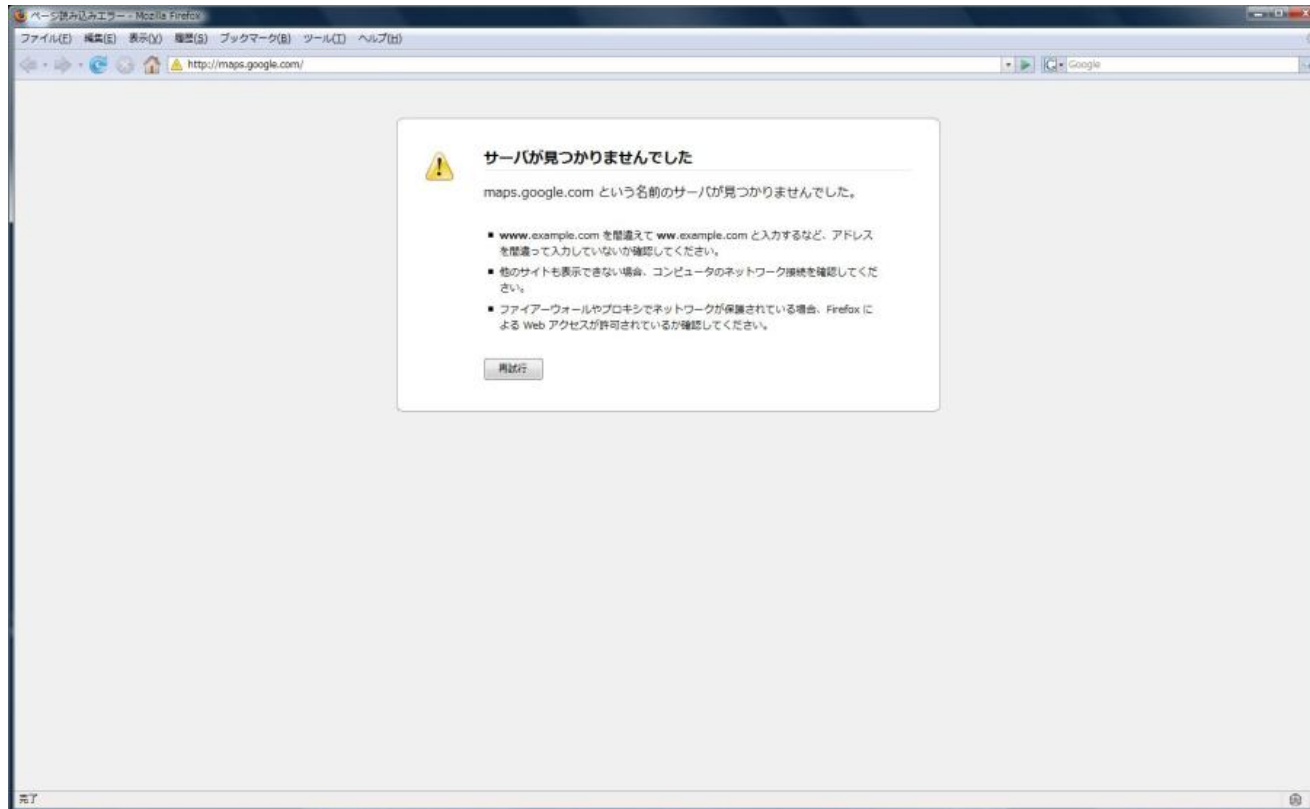 ページ読み込みエラー - Mozilla Firefox
ファイル(F) 編集(E) 表示(V) 履歴(S) ブックマーク(B) ツール(T) ヘルプ(H)
http://maps.google.com/ Google
サーバが見つかりませんでした
maps.google.com という名前のサーバが見つかりませんでした。
www.example.com を間違えて ww.example.com と入力するなど、アドレス
を間違って入力していないか確認してください。
他のサイトも表示できない場合、コンピュータのネットワーク接続を確認してくだ
さい。
ファイアーウォールやプロキシでネットワークが保護されている場合、Firefox に
よる Web アクセスが許可されているか確認してください。
再試行
完了